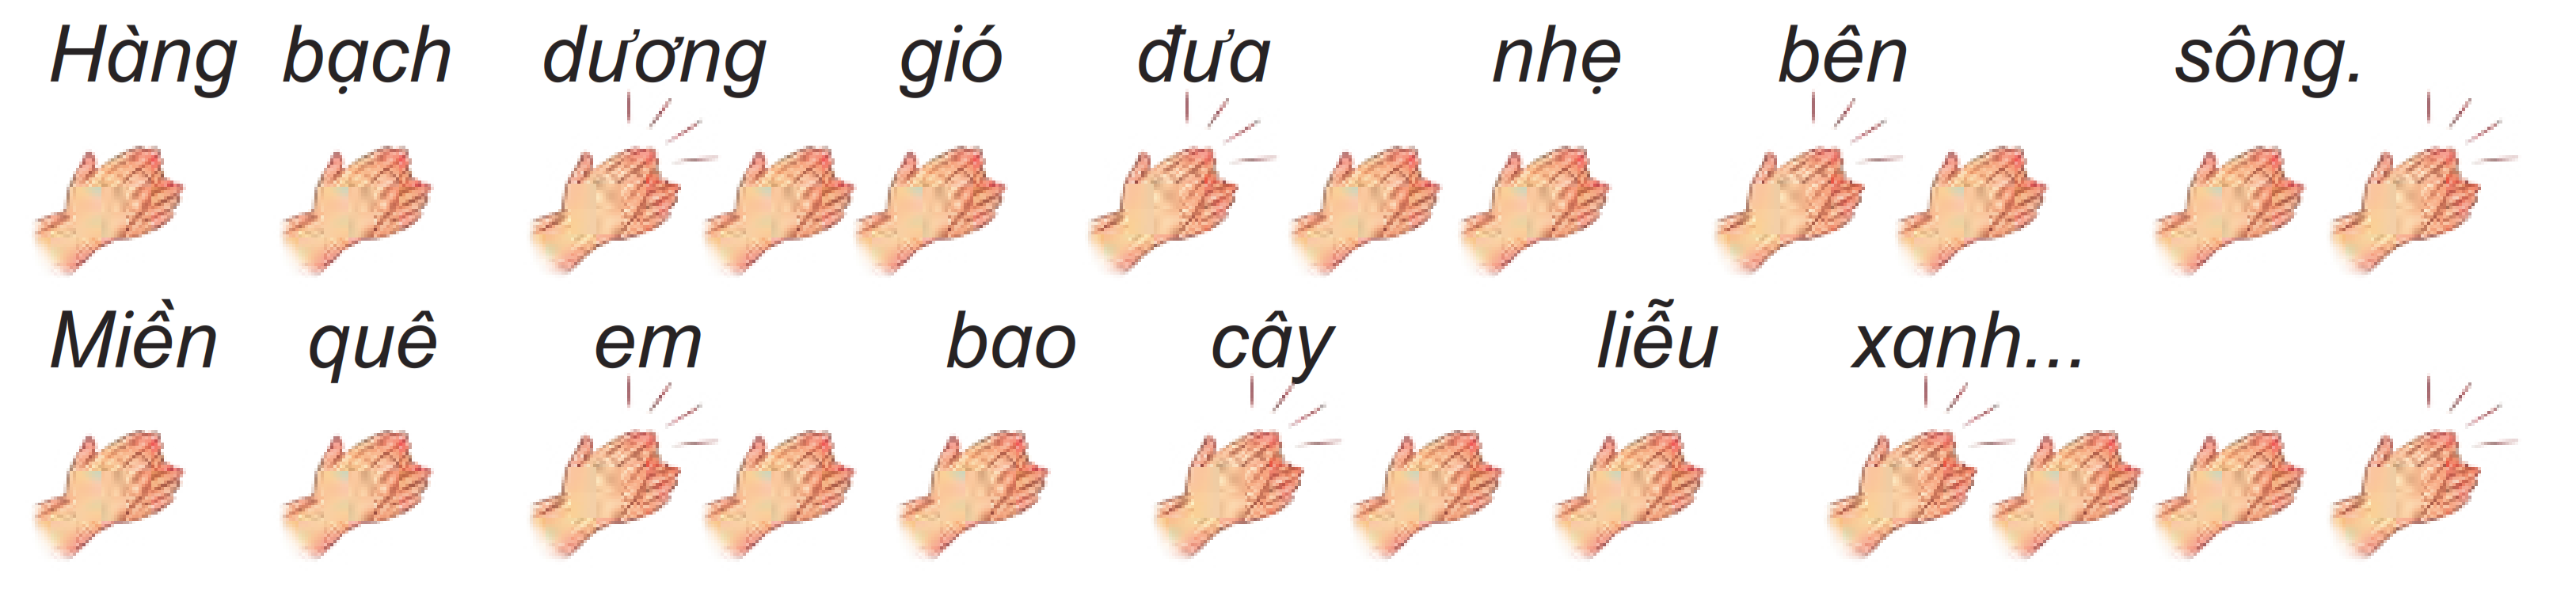 Hàng bạch dương gió đưa nhẹ bên sông.
Miền quê em bao cây liễu xanh...